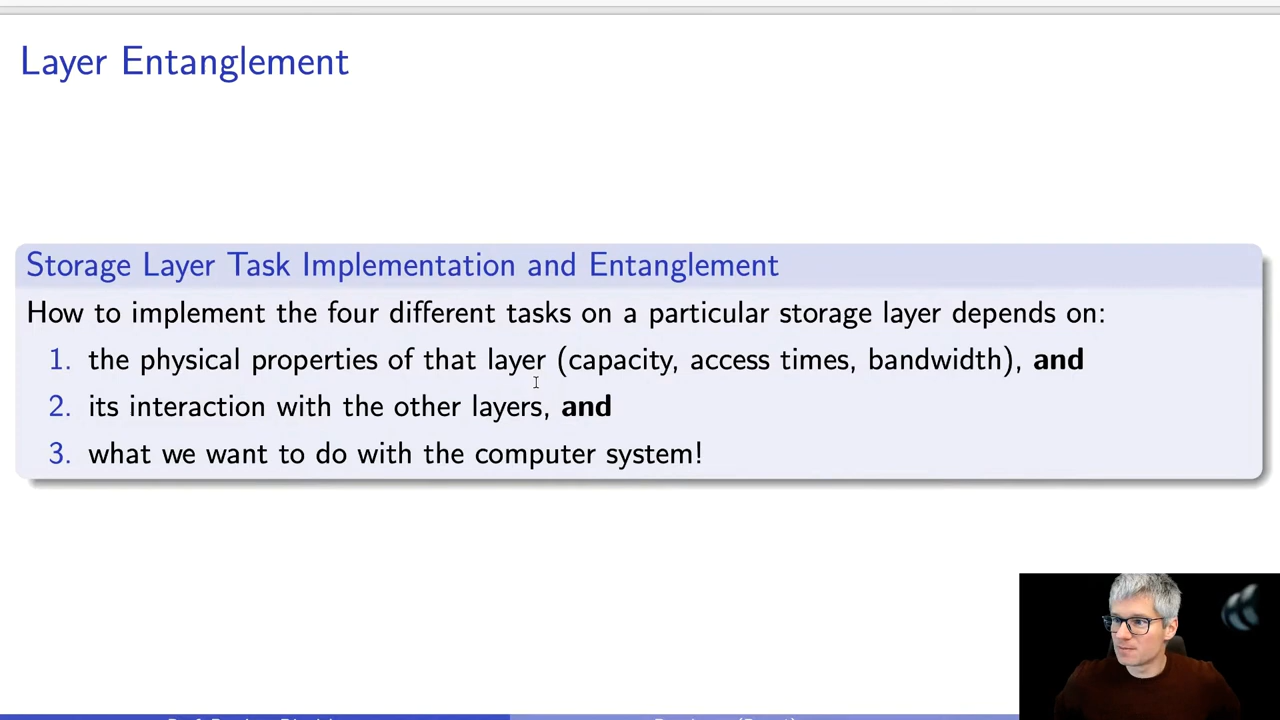 Layer Entanglement
Storage Layer Task Implementation and Entanglement
How to implement the four different tasks on a particular storage layer depends on:
1. the physical properties of that layer (capacity, access times, bandwidth), and
2. its interaction with the other layers, and
3. what we want to do with the computer system!